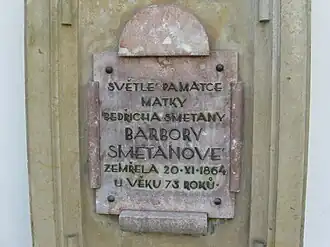 SVĚTLÉ PAMÁTCE
MATKY
BEDŘICHA SMETANY
BARBORY
SMETANOVÉ
ZEMŘELA 20·XI·1864
U VĚKU 73 ROKŮ·